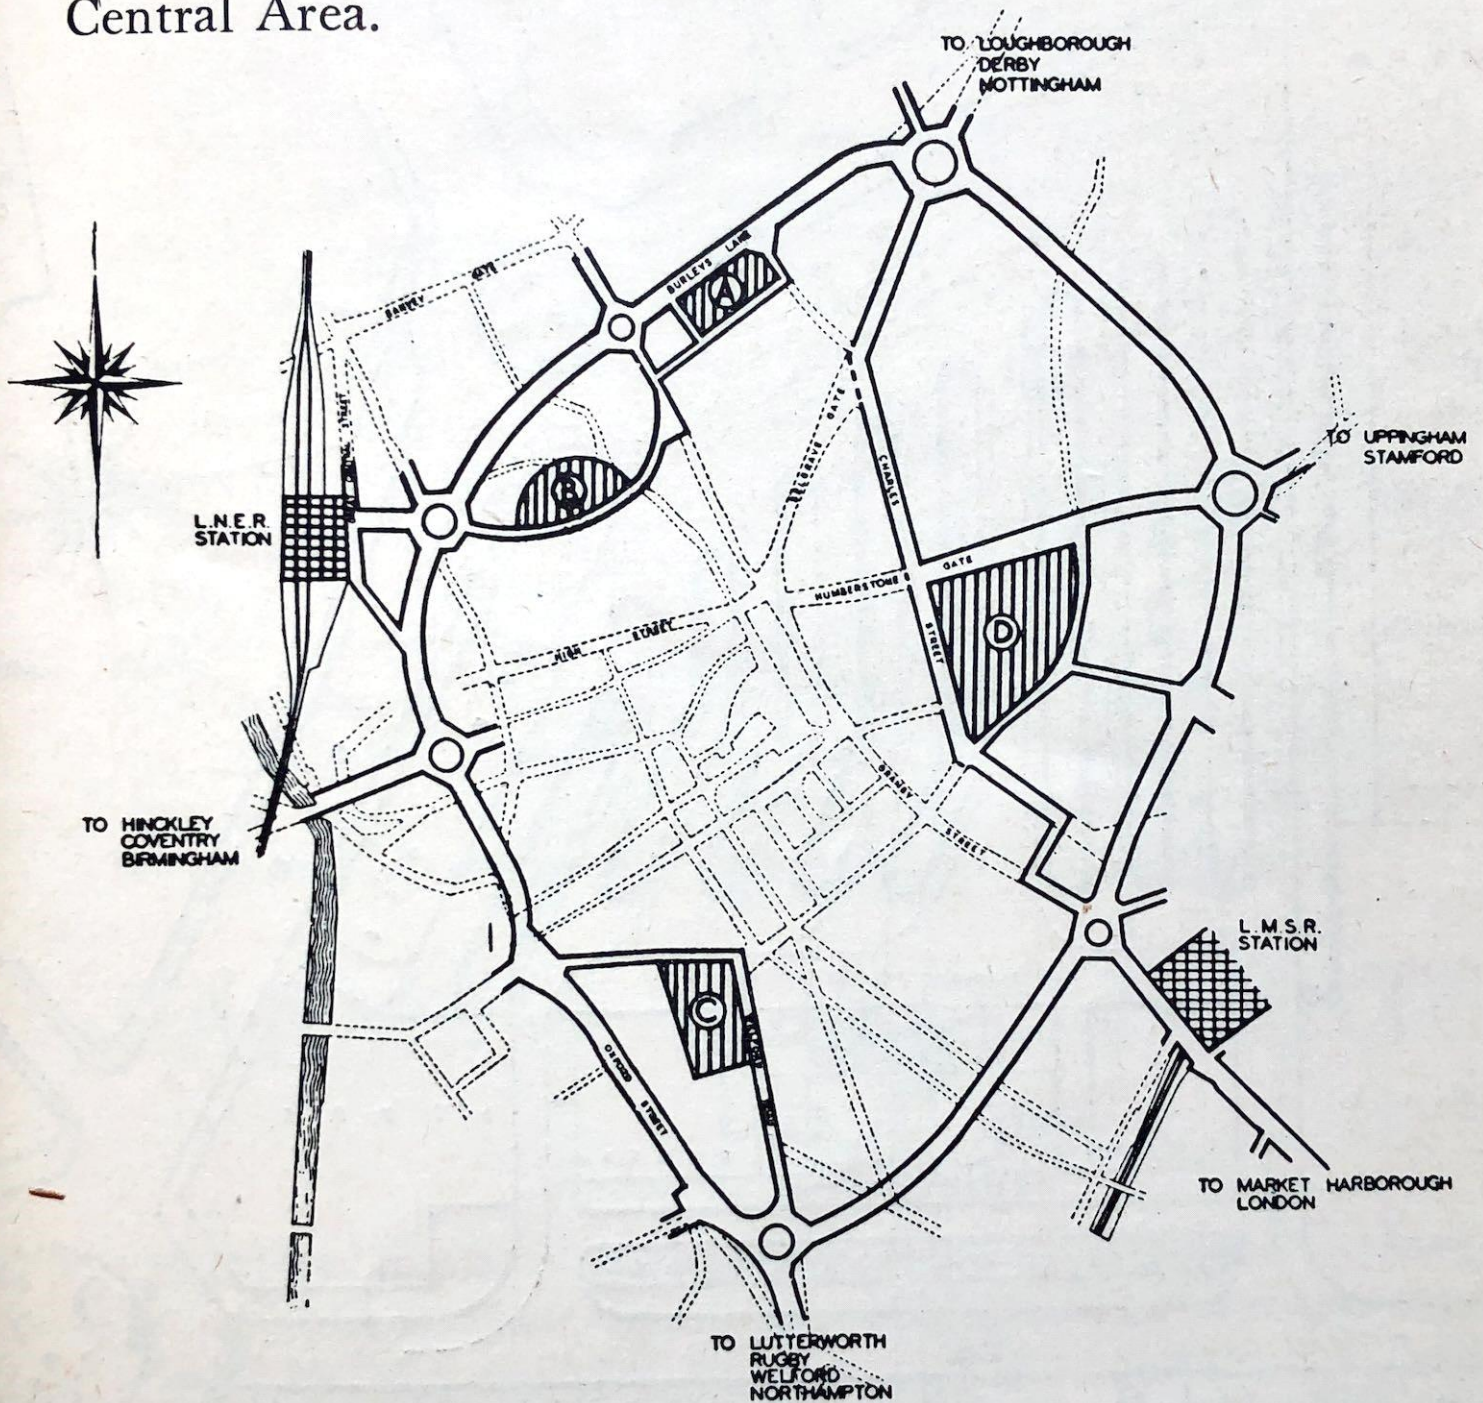 Central Area.
TO LOUGHBOROUGH
DERBY
NOTTINGHAM
BURLEYS LANE
A
SANVEY GATE
STREET
BELGRAVE GATE
CHARLES
TO UPPINGHAM
STAMFORD
B
L.N.E.R.
STATION
HUMBERSTONE GATE
D
STREET
HIGH STREET
GRANBY
STREET
TO HINCKLEY
COVENTRY
BIRMINGHAM
L.M.S.R.
STATION
C
OXFORD STREET
TO MARKET HARBOROUGH
LONDON
TO LUTTERWORTH
RUGBY
WELFORD
NORTHAMPTON